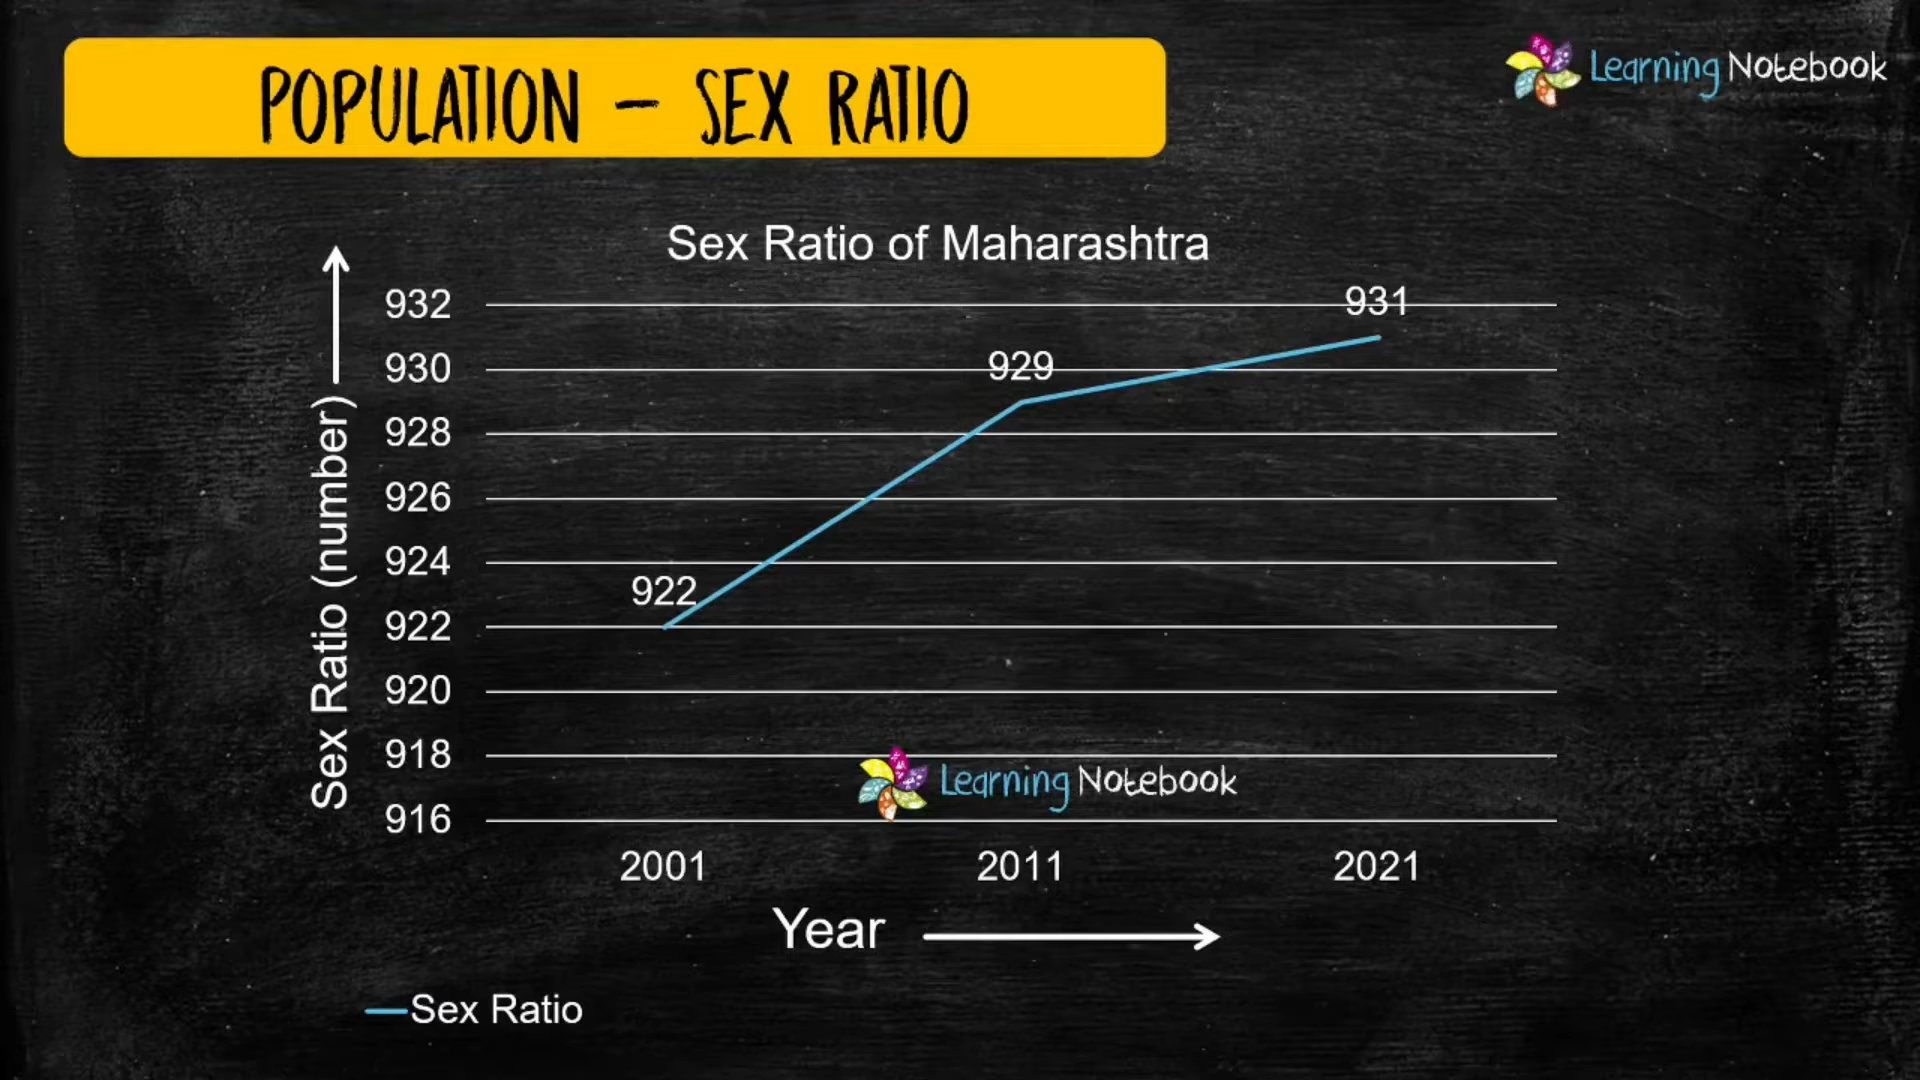 POPULATION – SEX RATIO
Learning Notebook
Sex Ratio of Maharashtra
Sex Ratio (number)
932
930
928
926
924
922
920
918
916
922
929
931
Learning Notebook
2001 2011 2021
Year
Sex Ratio